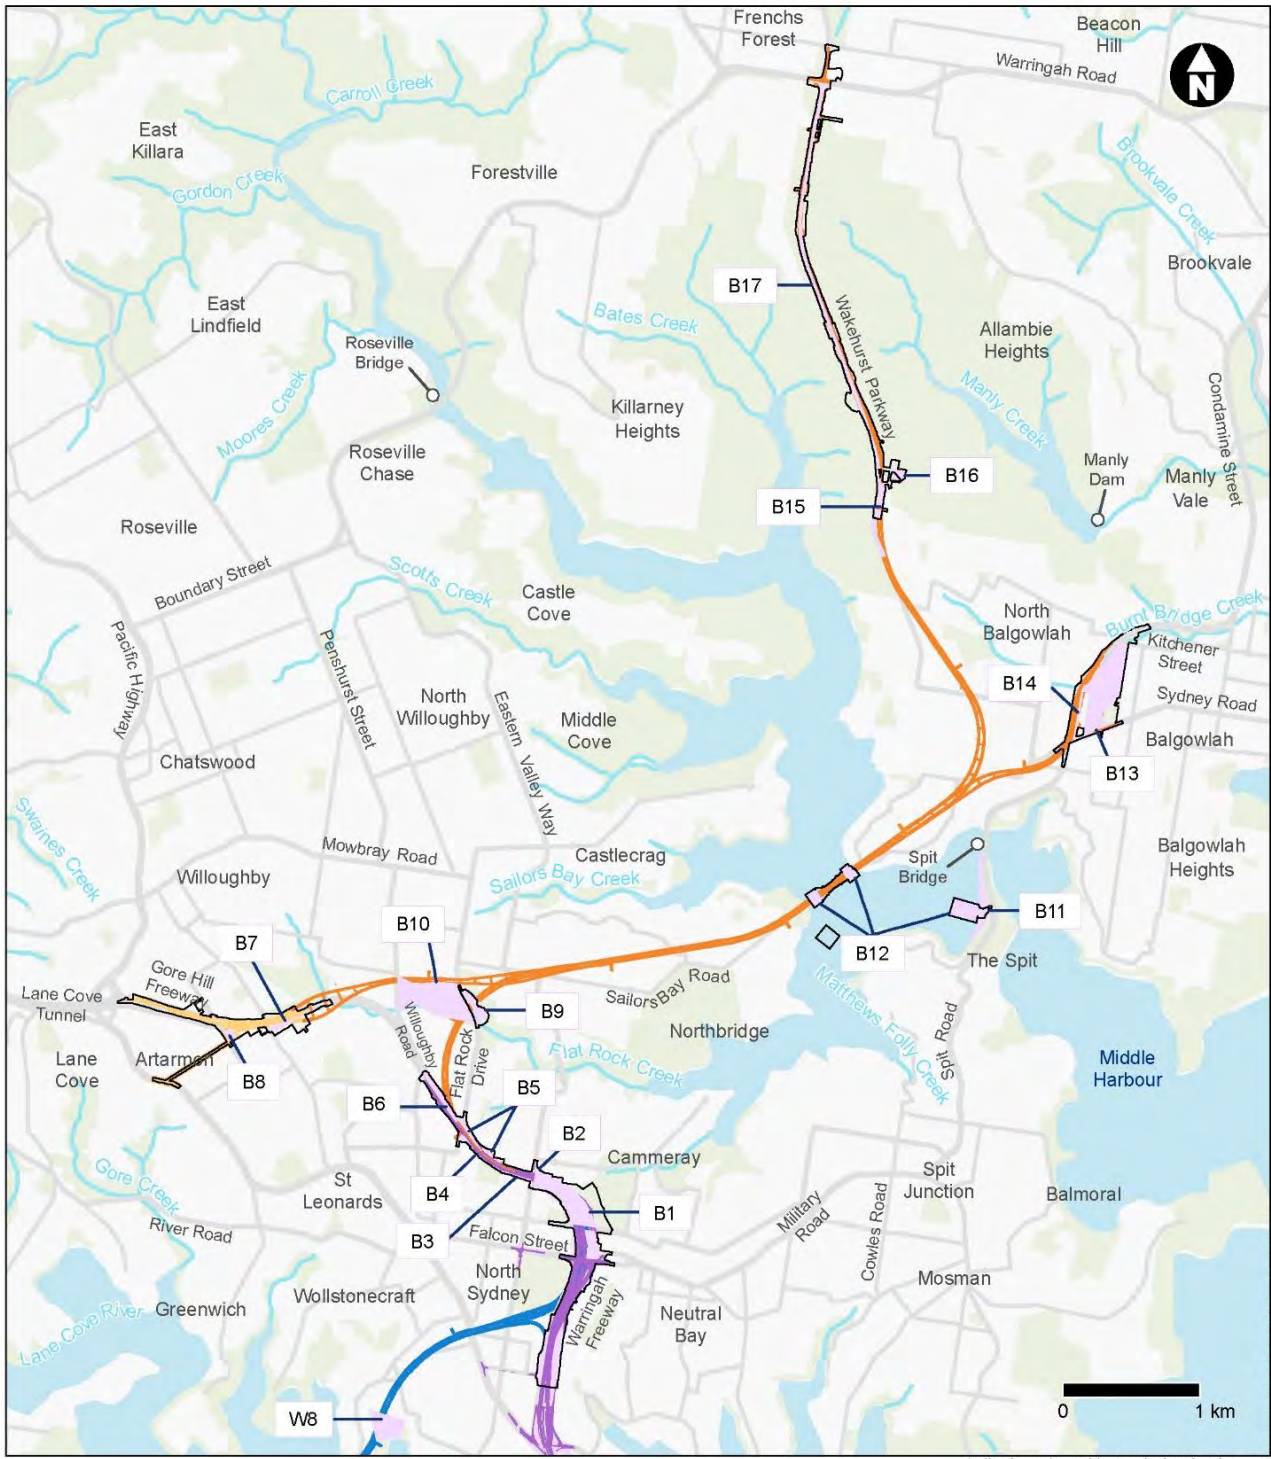 Frenchs
Forest
Beacon
Hill
Warringah Road
N
Carroll Creek
East
Killara
Gordon Creek
Forestville
Brookvale Creek
Brookvale
B17
Wakehurst Parkway
East
Lindfield
Bates Creek
Roseville
Bridge
Allambie
Heights
Moores Creek
Manly Creek
Condamine Street
Killarney
Heights
Roseville
Chase
Manly
Dam
Manly
Vale
B16
B15
Roseville
Boundary Street
Scotts Creek
Castle
Cove
North
Balgowlah
Burnt Bridge Creek
Kitchener
Street
Pacific Highway
Penshurst Street
North
Willoughby
Eastern Valley Way
Middle
Cove
B14
Sydney Road
Balgowlah
B13
Chatswood
Swaines Creek
Mowbray Road
Castlecrag
Spit
Bridge
Balgowlah
Heights
Willoughby
Sailors Bay Creek
B10
B11
B7
B12
The Spit
Gore Hill
Freeway
Lane Cove
Tunnel
Sailors Bay Road
Matthews Folly Creek
Spit Road
B9
Willoughby
Road
Flat Rock
Drive
Northbridge
Flat Rock Creek
Lane
Cove
Artarmon
B8
Middle
Harbour
B5
B6
B2
Cammeray
Gore Creek
St
Leonards
B4
Spit
Junction
Balmoral
B1
Military
Road
Cowles Road
River Road
B3
Falcon Street
North
Sydney
Mosman
Wollstonecraft
Greenwich
Lane Cove River
Warringah
Freeway
Neutral
Bay
W8
0 1 km